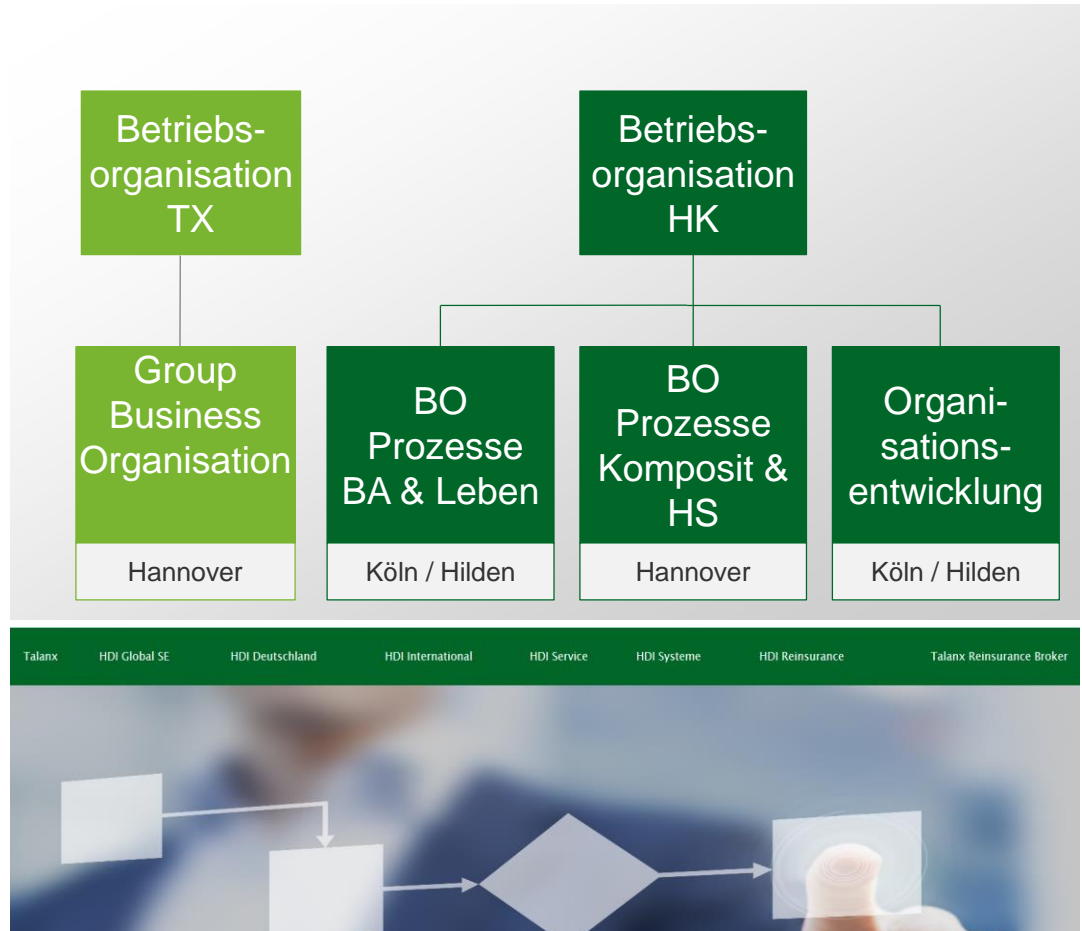 Betriebs-
organisation
TX
Betriebs-
organisation
HK
Group
Business
Organisation
Hannover
BO
Prozesse
BA & Leben
Köln / Hilden
BO
Prozesse
Komposit &
HS
Hannover
Organi-
sations-
entwicklung
Köln / Hilden
Talanx HDI Global SE HDI Deutschland HDI International HDI Service HDI Systeme HDI Reinsurance Talanx Reinsurance Broker